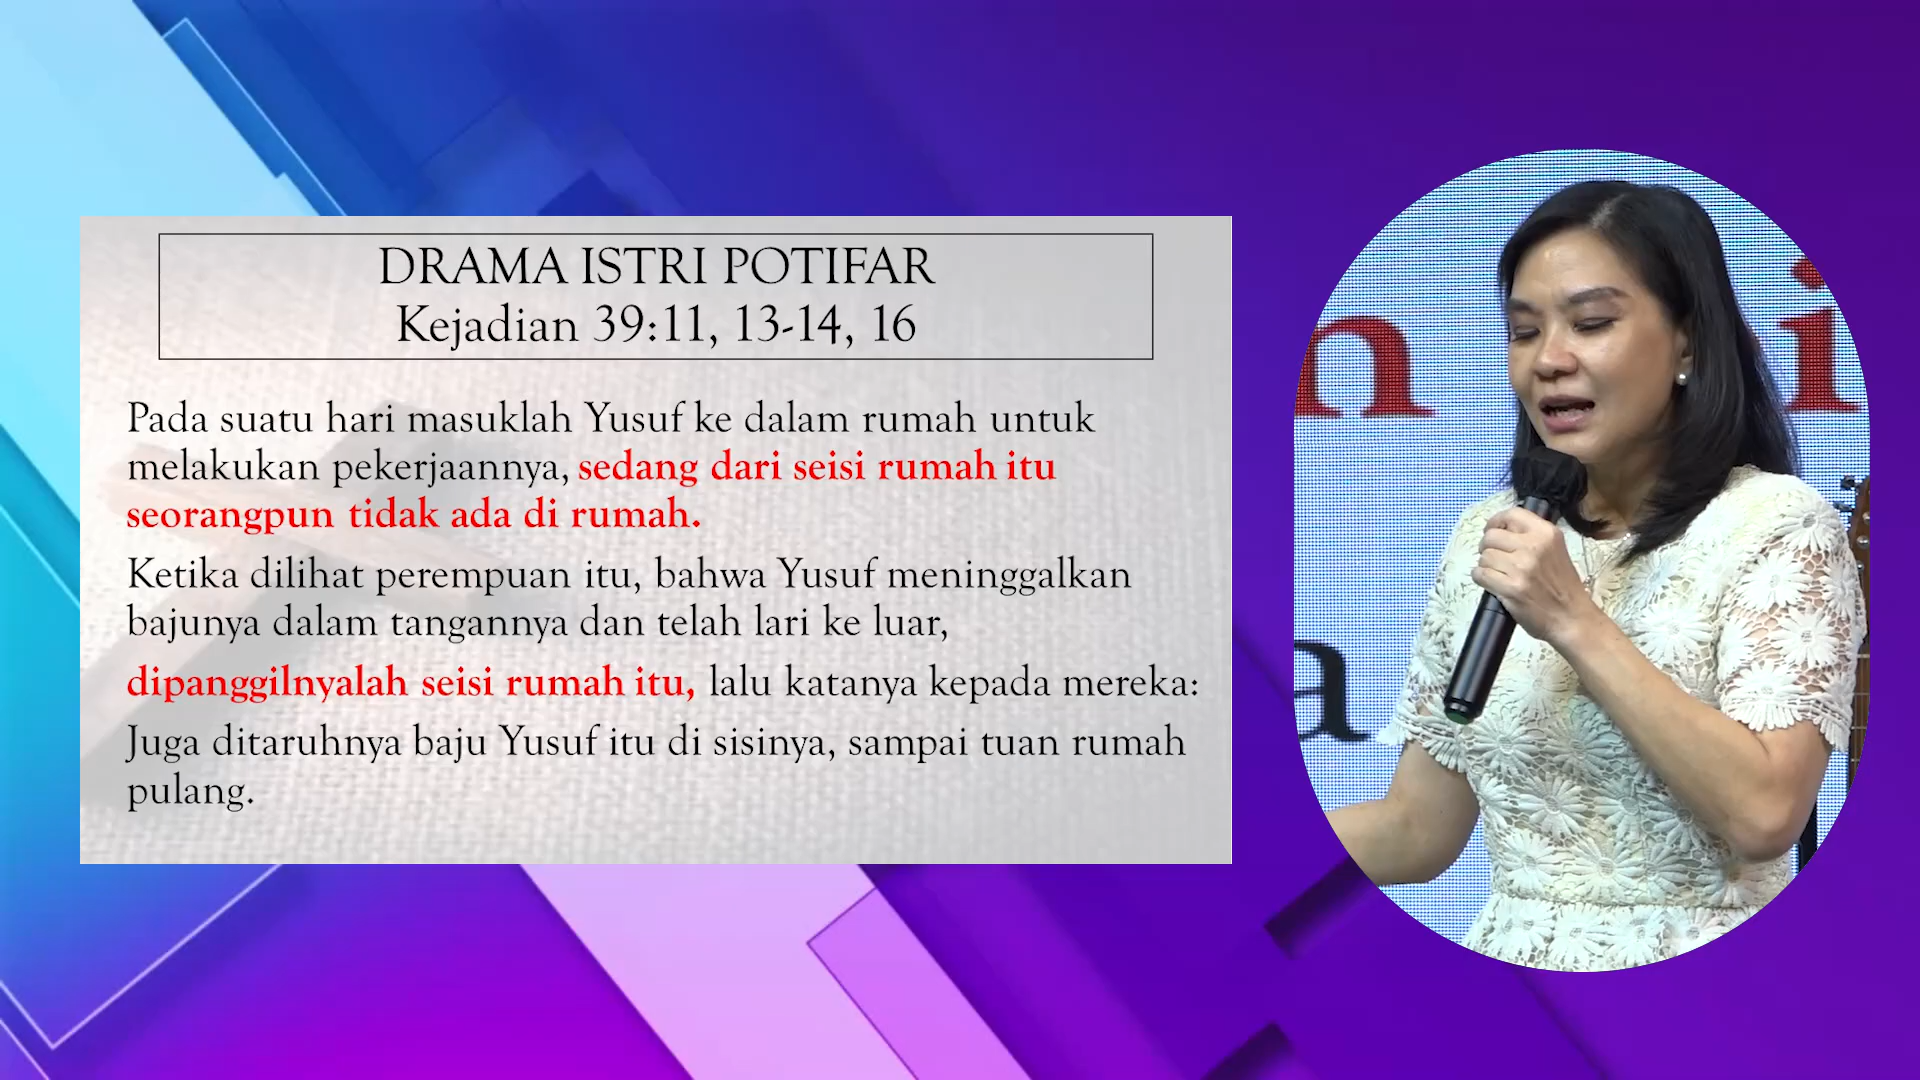 DRAMA ISTRI POTIFAR
Kejadian 39:11, 13-14, 16
Pada suatu hari masuklah Yusuf ke dalam rumah untuk
melakukan pekerjaannya, sedang dari seisi rumah itu
seorangpun tidak ada di rumah.
Ketika dilihat perempuan itu, bahwa Yusuf meninggalkan
bajunya dalam tangannya dan telah lari ke luar,
dipanggilnyalah seisi rumah itu, lalu katanya kepada mereka:
Juga ditaruhnya baju Yusuf itu di sisinya, sampai tuan rumah
pulang.